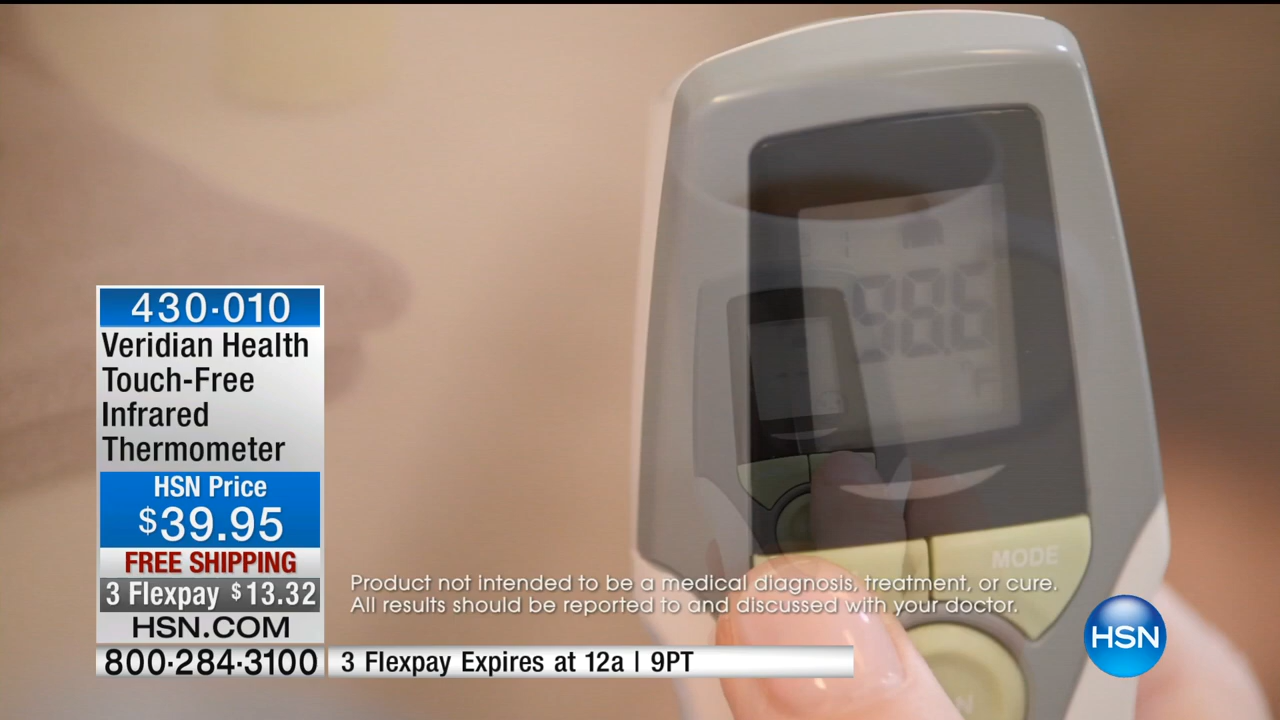 430·010
Veridian Health
Touch-Free
Infrared
Thermometer
HSN Price
$39.95
FREE SHIPPING
3 Flexpay $13.32
HSN.COM
800·284·3100
3 Flexpay Expires at 12a | 9PT
Product not intended to be a medical diagnosis, treatment, or cure.
All results should be reported to and discussed with your doctor.
98.6
°F
MODE
HSN